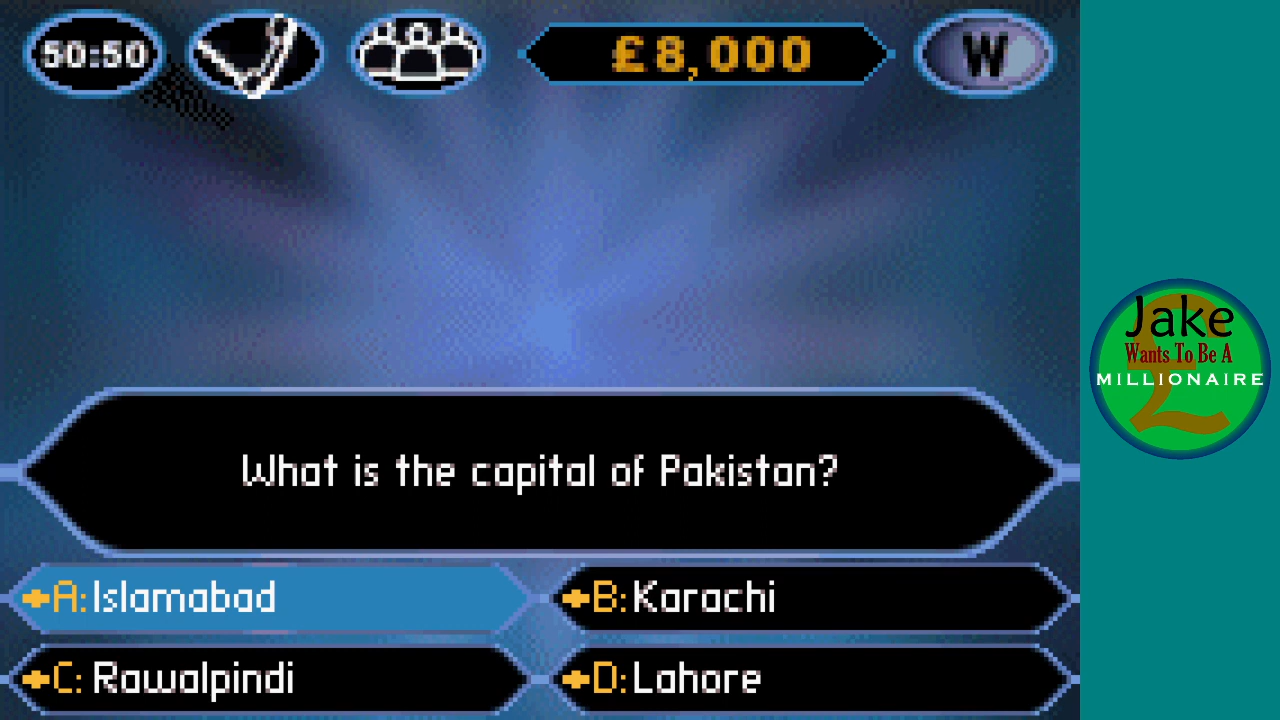 50:50
£8,000
W
What is the capital of Pakistan?
A: Islamabad
B: Karachi
C: Rawalpindi
D: Lahore
Jake
Wants To Be A
MILLIONAIRE
£